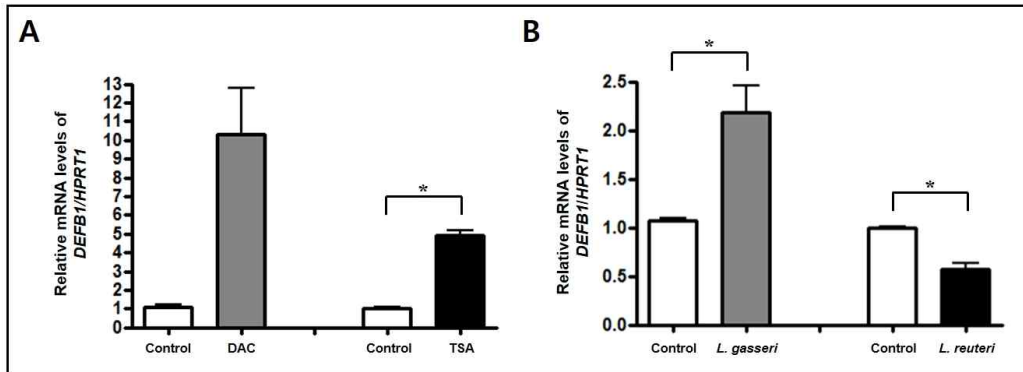 A
Relative mRNA levels of
DEFB1/HPRT1
13
12
11
10
9
8
7
6
5
4
3
2
1
0
*
Control DAC Control TSA
B
Relative mRNA levels of
DEFB1/HPRT1
2.5
2.0
1.5
1.0
0.5
0.0
*
*
Control L. gasseri Control L. reuteri